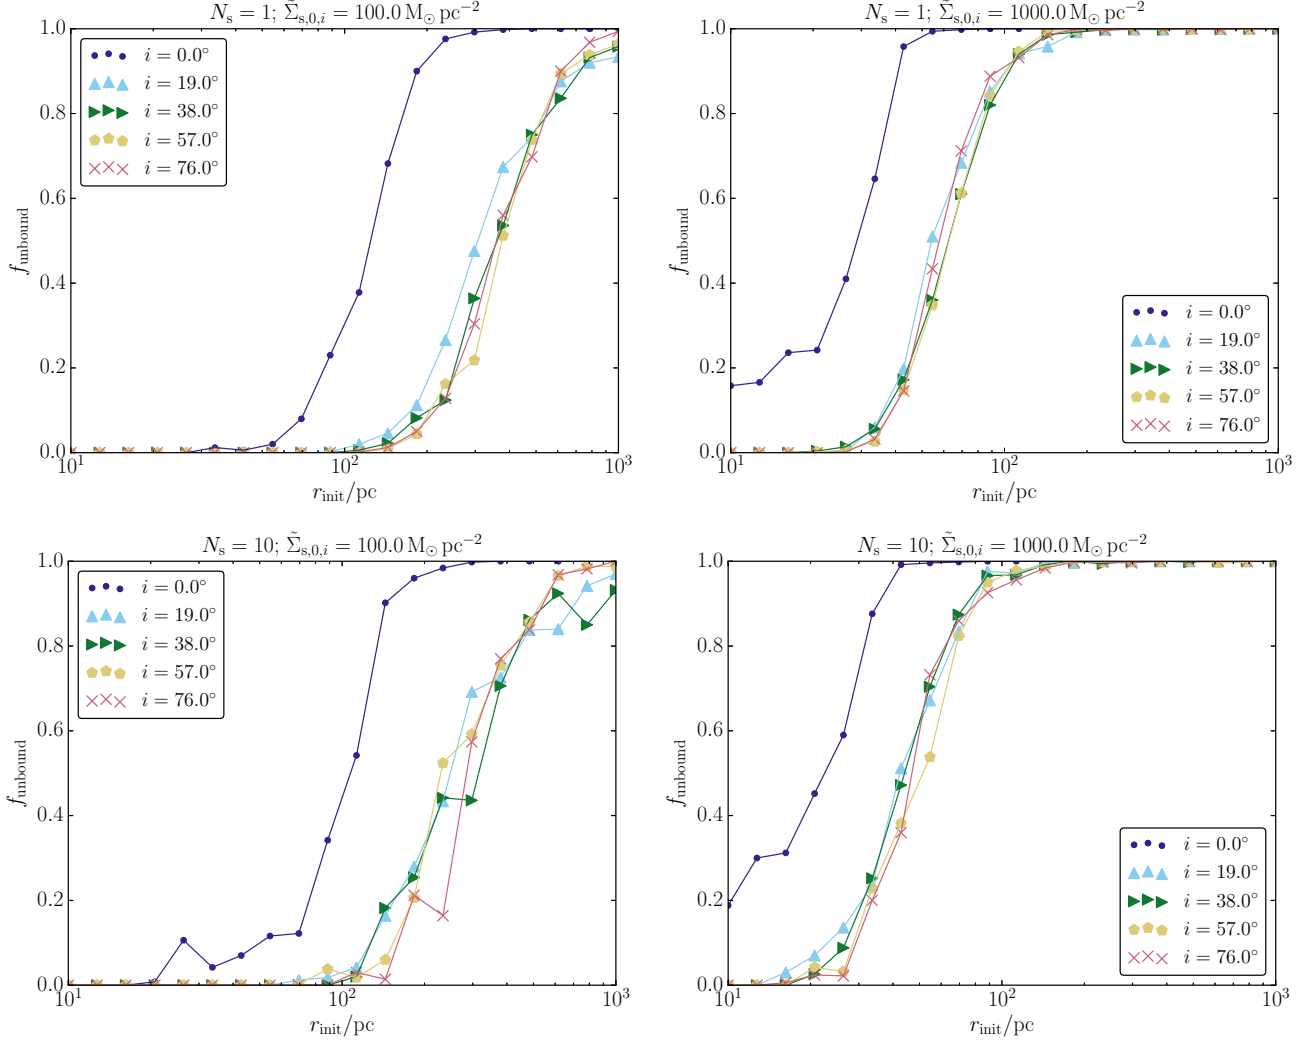 N_s = 1; Σ̃_s,0,i = 100.0 M_⊙ pc^−2
1.0
0.8
0.6
0.4
0.2
0.0
f_unbound
i = 0.0°
i = 19.0°
i = 38.0°
i = 57.0°
i = 76.0°
10^1
10^2
10^3
r_init/pc
N_s = 1; Σ̃_s,0,i = 1000.0 M_⊙ pc^−2
1.0
0.8
0.6
0.4
0.2
0.0
f_unbound
i = 0.0°
i = 19.0°
i = 38.0°
i = 57.0°
i = 76.0°
10^1
10^2
10^3
r_init/pc
N_s = 10; Σ̃_s,0,i = 100.0 M_⊙ pc^−2
1.0
0.8
0.6
0.4
0.2
0.0
f_unbound
i = 0.0°
i = 19.0°
i = 38.0°
i = 57.0°
i = 76.0°
10^1
10^2
10^3
r_init/pc
N_s = 10; Σ̃_s,0,i = 1000.0 M_⊙ pc^−2
1.0
0.8
0.6
0.4
0.2
0.0
f_unbound
i = 0.0°
i = 19.0°
i = 38.0°
i = 57.0°
i = 76.0°
10^1
10^2
10^3
r_init/pc